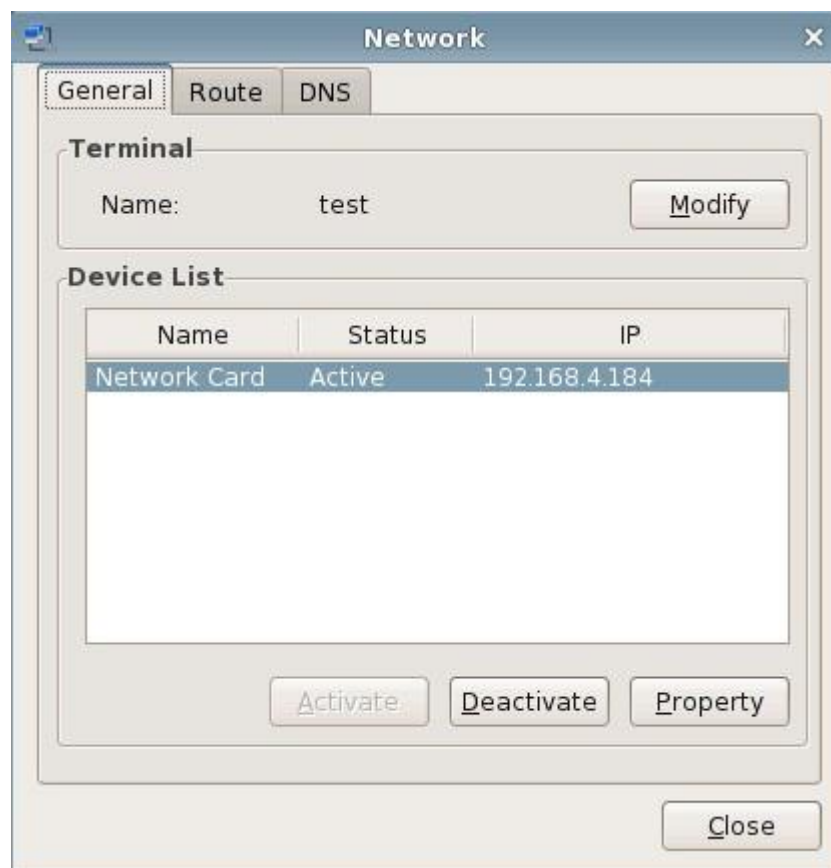 Network
General Route DNS
Terminal
Name: test Modify
Device List
Name Status IP
Network Card Active 192.168.4.184
Activate Deactivate Property
Close